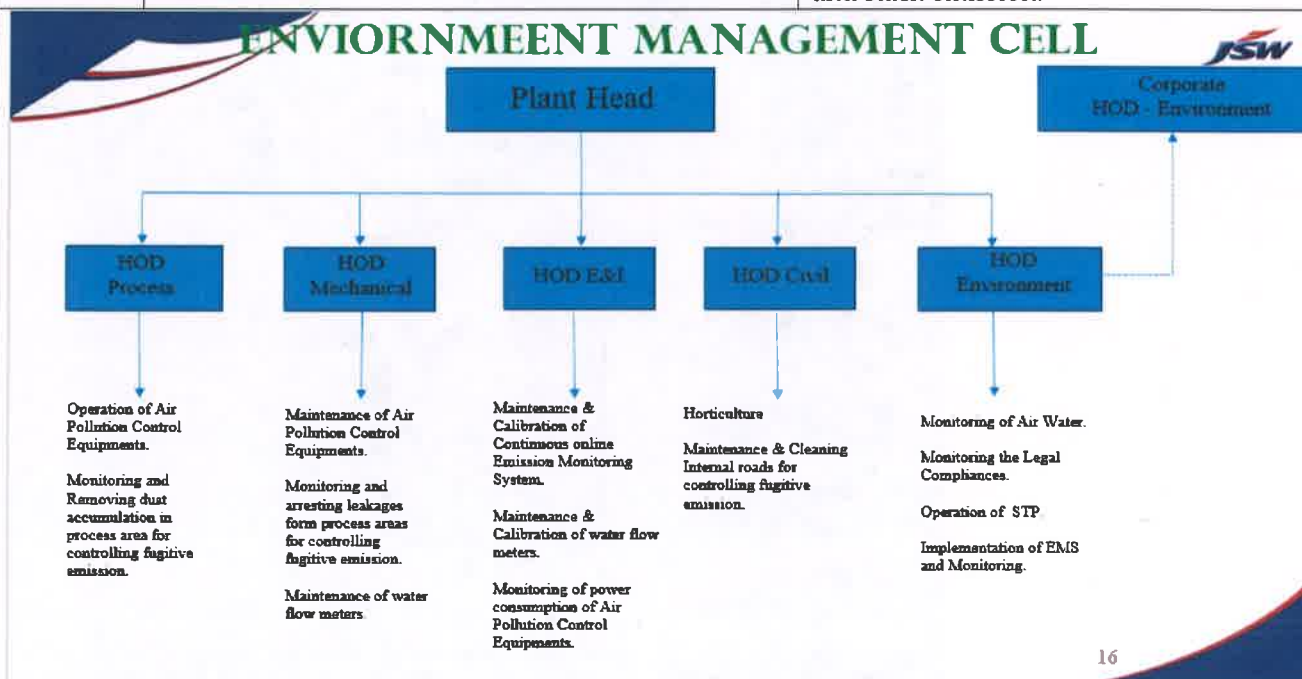 ENVIORNMEENT MANAGEMENT CELL
JSW
Plant Head
Corporate
HOD - Environment
HOD
Process
HOD
Mechanical
HOD E&I
HOD Civil
HOD
Environment
Operation of Air
Pollution Control
Equipments.
Monitoring and
Removing dust
accumulation in
process area for
controlling fugitive
emission.
Maintenance of Air
Pollution Control
Equipments.
Monitoring and
arresting leakages
form process areas
for controlling
fugitive emission.
Maintenance of water
flow meters.
Maintenance &
Calibration of
Continuous online
Emission Monitoring
System.
Maintenance &
Calibration of water flow
meters.
Monitoring of power
consumption of Air
Pollution Control
Equipments.
Horticulture
Maintenance & Cleaning
Internal roads for
controlling fugitive
emission.
Monitoring of Air Water.
Monitoring the Legal
Compliances.
Operation of STP.
Implementation of EMS
and Monitoring.
16